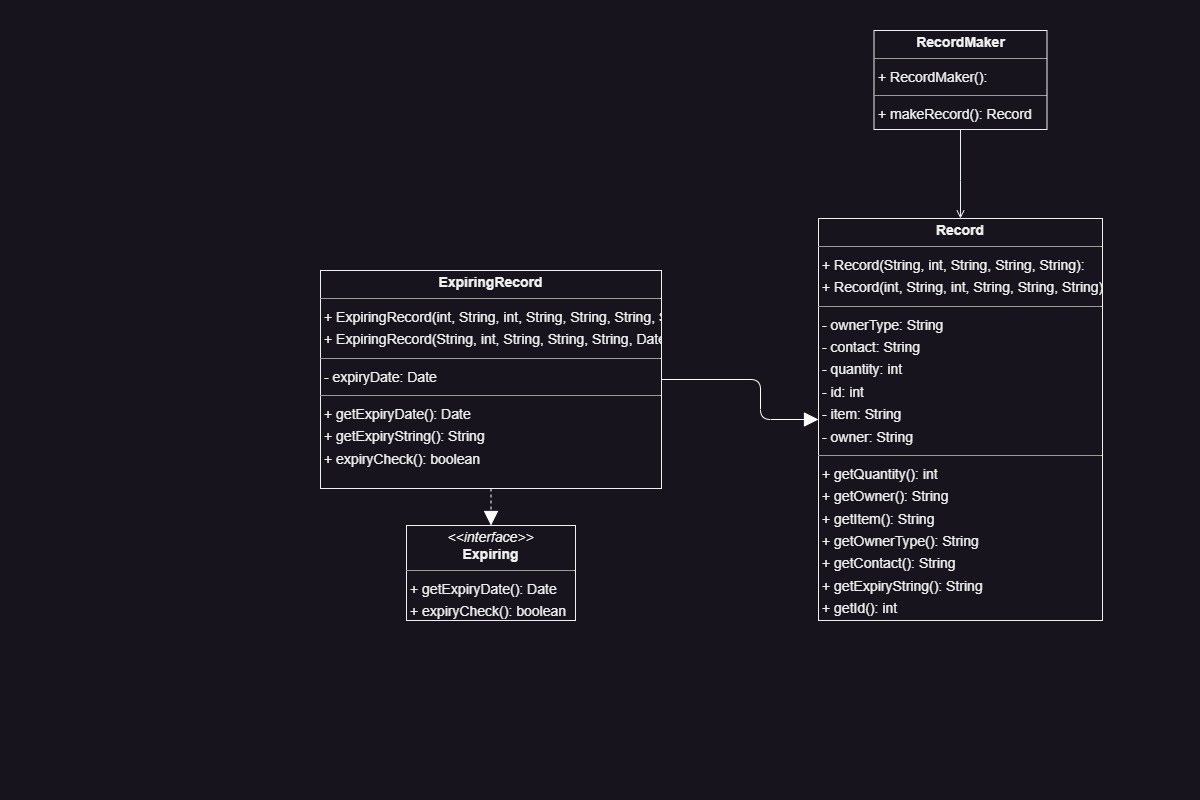 RecordMaker
+ RecordMaker():
+ makeRecord(): Record
Record
+ Record(String, int, String, String, String):
+ Record(int, String, int, String, String, String)
- ownerType: String
- contact: String
- quantity: int
- id: int
- item: String
- owner: String
+ getQuantity(): int
+ getOwner(): String
+ getItem(): String
+ getOwnerType(): String
+ getContact(): String
+ getExpiryString(): String
+ getId(): int
ExpiringRecord
+ ExpiringRecord(int, String, int, String, String, String,
+ ExpiringRecord(String, int, String, String, String, Date
- expiryDate: Date
+ getExpiryDate(): Date
+ getExpiryString(): String
+ expiryCheck(): boolean
<<interface>>
Expiring
+ getExpiryDate(): Date
+ expiryCheck(): boolean